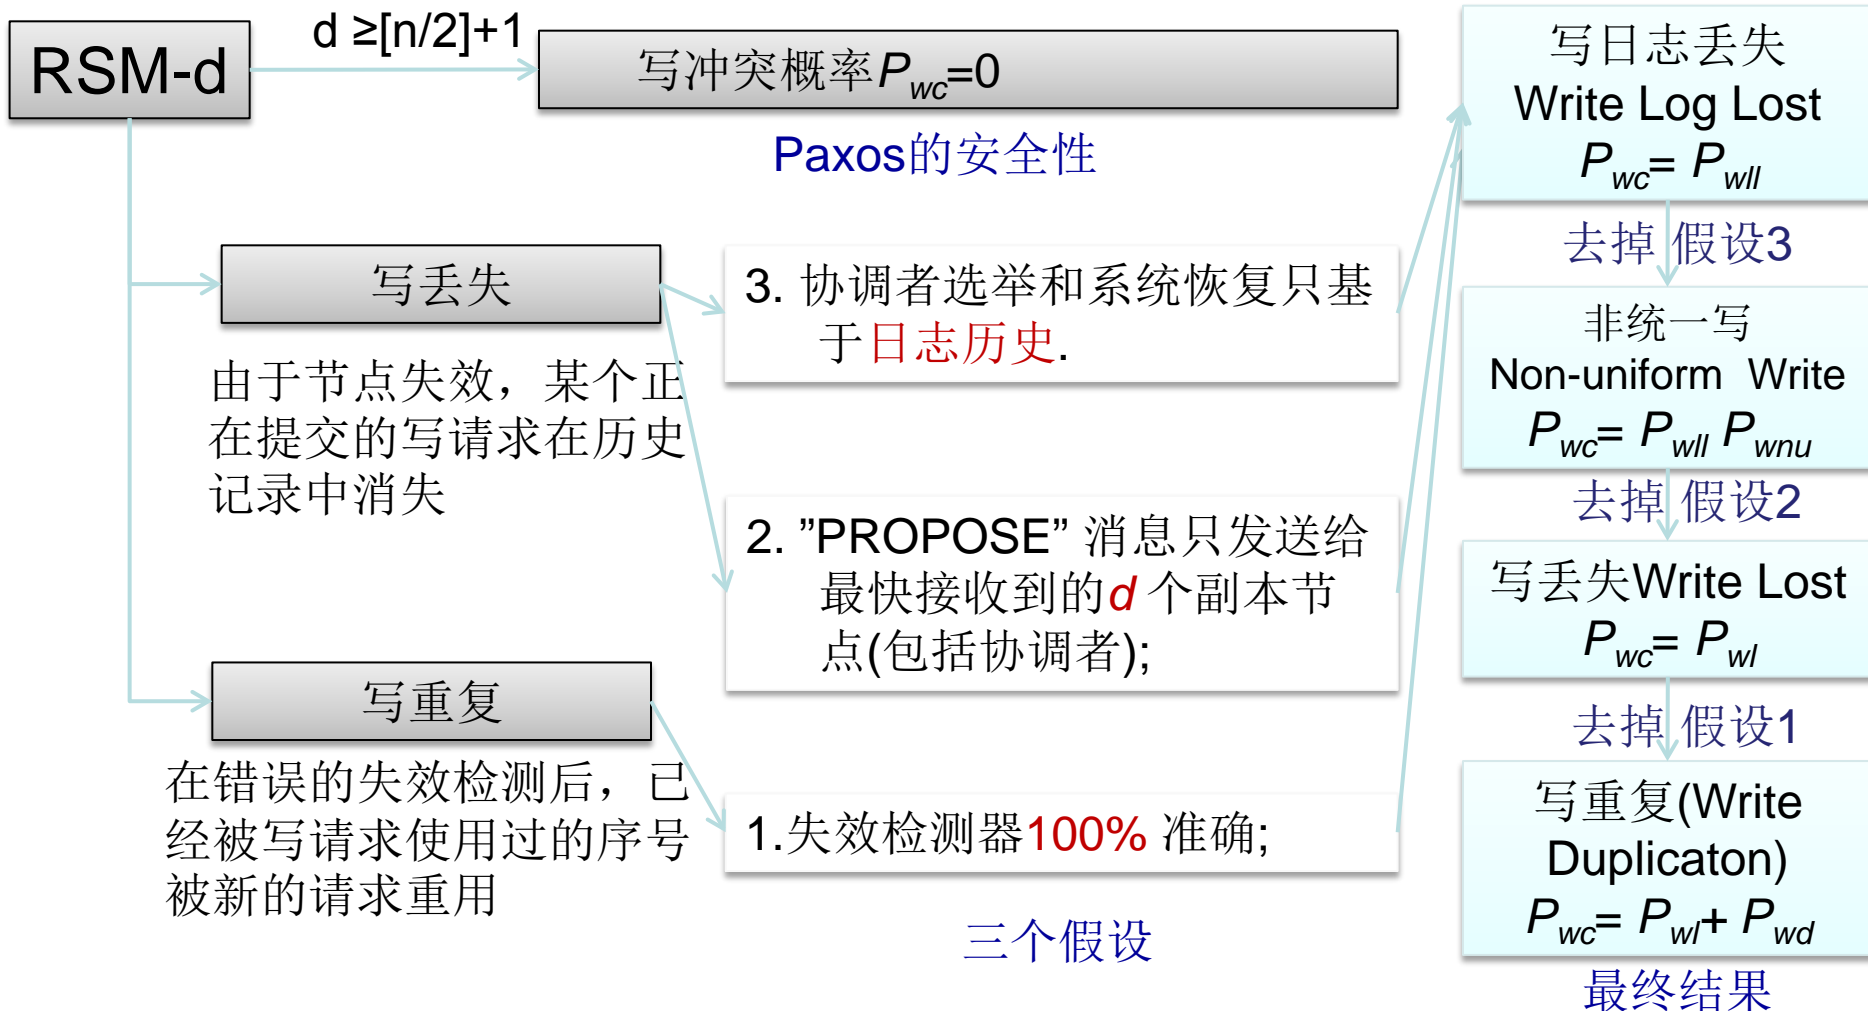 RSM-d
d ≥[n/2]+1
写冲突概率Pwc=0
Paxos的安全性
写丢失
由于节点失效，某个正
在提交的写请求在历史
记录中消失
写重复
在错误的失效检测后，已
经被写请求使用过的序号
被新的请求重用
3. 协调者选举和系统恢复只基
于日志历史.
2. ”PROPOSE” 消息只发送给
最快接收到的d 个副本节
点(包括协调者);
1.失效检测器100% 准确;
三个假设
写日志丢失
Write Log Lost
Pwc= Pwll
去掉 假设3
非统一写
Non-uniform Write
Pwc= Pwll Pwnu
去掉 假设2
写丢失Write Lost
Pwc= Pwl
去掉 假设1
写重复(Write
Duplicaton)
Pwc= Pwl+ Pwd
最终结果